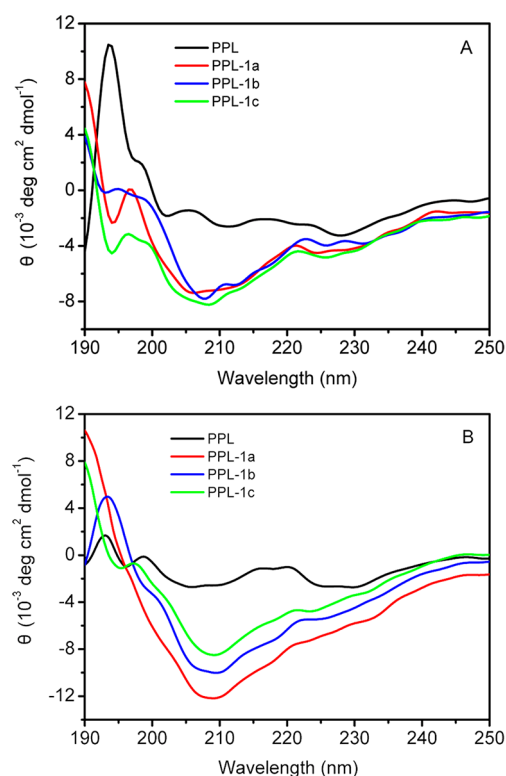 A
PPL
PPL-1a
PPL-1b
PPL-1c
12
8
4
0
-4
-8
θ (10⁻³ deg cm² dmol⁻¹)
190 200 210 220 230 240 250
Wavelength (nm)
B
PPL
PPL-1a
PPL-1b
PPL-1c
12
8
4
0
-4
-8
-12
θ (10⁻³ deg cm² dmol⁻¹)
190 200 210 220 230 240 250
Wavelength (nm)